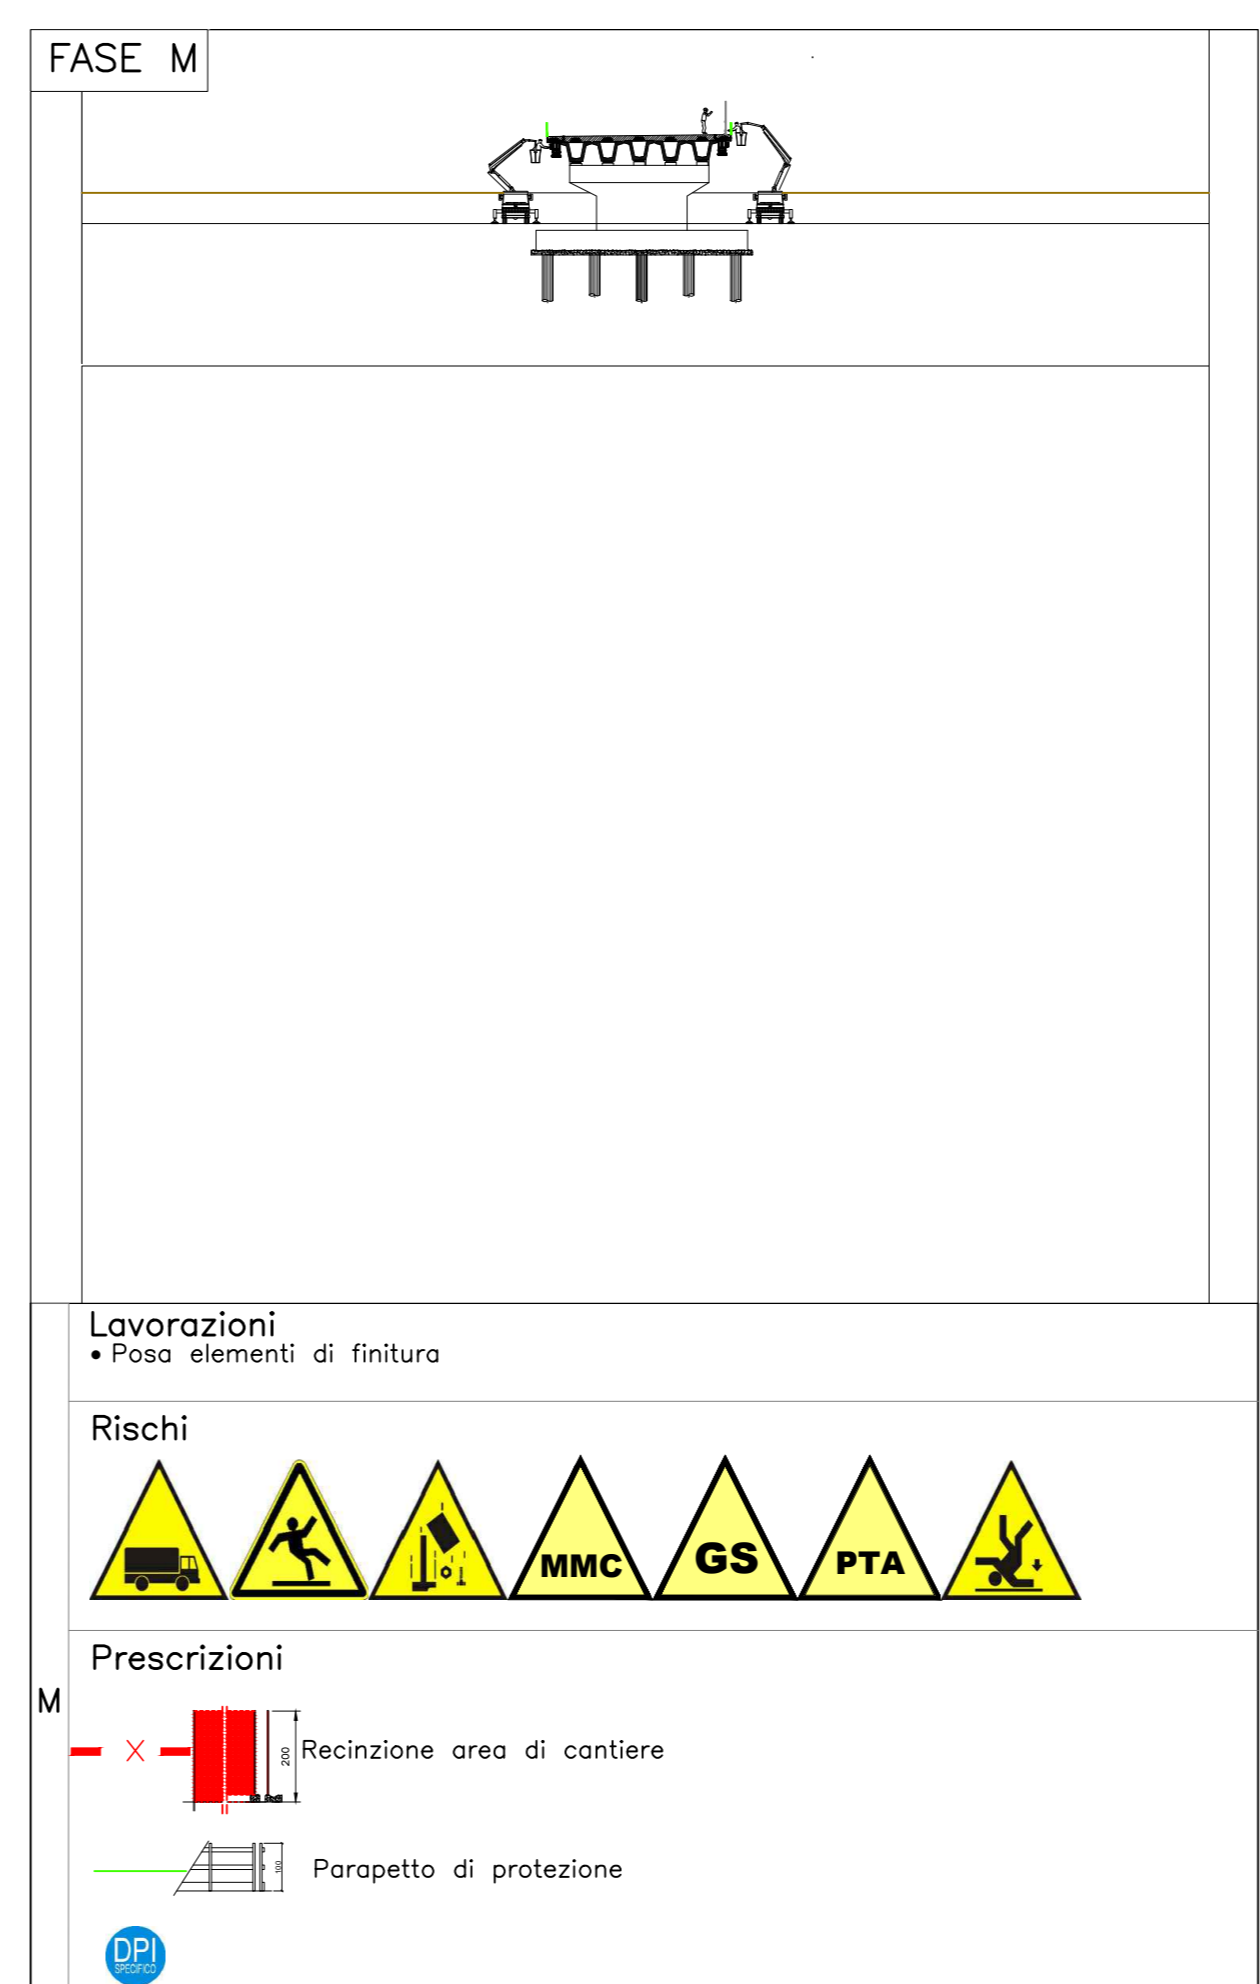 FASE M
Lavorazioni
• Posa elementi di finitura
Rischi
MMC
GS
PTA
Prescrizioni
M
200
Recinzione area di cantiere
100
Parapetto di protezione
DPI
SPECIFICO